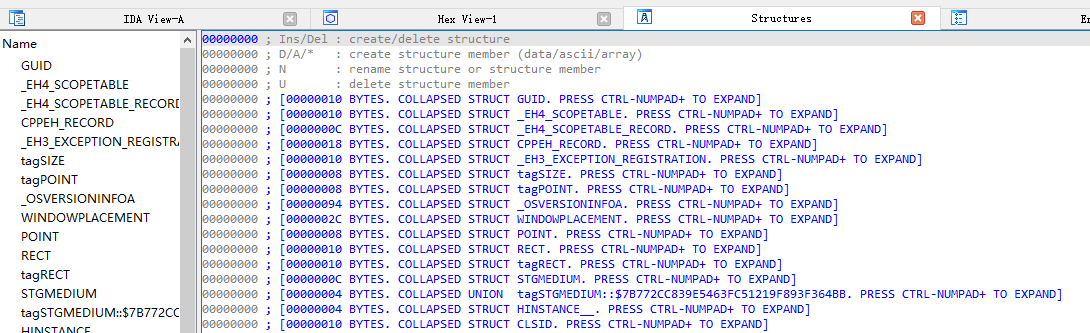 IDA View-A
Hex View-1
Structures
En
Name
GUID
_EH4_SCOPETABLE
_EH4_SCOPETABLE_RECORD
CPPEH_RECORD
_EH3_EXCEPTION_REGISTRA
tagSIZE
tagPOINT
_OSVERSIONINFOA
WINDOWPLACEMENT
POINT
RECT
tagRECT
STGMEDIUM
tagSTGMEDIUM::$7B772CC
HINSTANCE
00000000 ; Ins/Del : create/delete structure
00000000 ; D/A/*   : create structure member (data/ascii/array)
00000000 ; N       : rename structure or structure member
00000000 ; U       : delete structure member
00000000 ; [00000010 BYTES. COLLAPSED STRUCT GUID. PRESS CTRL-NUMPAD+ TO EXPAND]
00000000 ; [00000010 BYTES. COLLAPSED STRUCT _EH4_SCOPETABLE. PRESS CTRL-NUMPAD+ TO EXPAND]
00000000 ; [0000000C BYTES. COLLAPSED STRUCT _EH4_SCOPETABLE_RECORD. PRESS CTRL-NUMPAD+ TO EXPAND]
00000000 ; [00000018 BYTES. COLLAPSED STRUCT CPPEH_RECORD. PRESS CTRL-NUMPAD+ TO EXPAND]
00000000 ; [00000010 BYTES. COLLAPSED STRUCT _EH3_EXCEPTION_REGISTRATION. PRESS CTRL-NUMPAD+ TO EXPAND]
00000000 ; [00000008 BYTES. COLLAPSED STRUCT tagSIZE. PRESS CTRL-NUMPAD+ TO EXPAND]
00000000 ; [00000008 BYTES. COLLAPSED STRUCT tagPOINT. PRESS CTRL-NUMPAD+ TO EXPAND]
00000000 ; [00000094 BYTES. COLLAPSED STRUCT _OSVERSIONINFOA. PRESS CTRL-NUMPAD+ TO EXPAND]
00000000 ; [0000002C BYTES. COLLAPSED STRUCT WINDOWPLACEMENT. PRESS CTRL-NUMPAD+ TO EXPAND]
00000000 ; [00000008 BYTES. COLLAPSED STRUCT POINT. PRESS CTRL-NUMPAD+ TO EXPAND]
00000000 ; [00000010 BYTES. COLLAPSED STRUCT RECT. PRESS CTRL-NUMPAD+ TO EXPAND]
00000000 ; [00000010 BYTES. COLLAPSED STRUCT tagRECT. PRESS CTRL-NUMPAD+ TO EXPAND]
00000000 ; [0000000C BYTES. COLLAPSED STRUCT STGMEDIUM. PRESS CTRL-NUMPAD+ TO EXPAND]
00000000 ; [00000004 BYTES. COLLAPSED UNION  tagSTGMEDIUM::$7B772CC839E5463FC51219F893F364BB. PRESS CTRL-NUMPAD+ TO EXPAND]
00000000 ; [00000004 BYTES. COLLAPSED STRUCT HINSTANCE__. PRESS CTRL-NUMPAD+ TO EXPAND]
00000000 ; [00000010 BYTES. COLLAPSED STRUCT CLSID. PRESS CTRL-NUMPAD+ TO EXPAND]